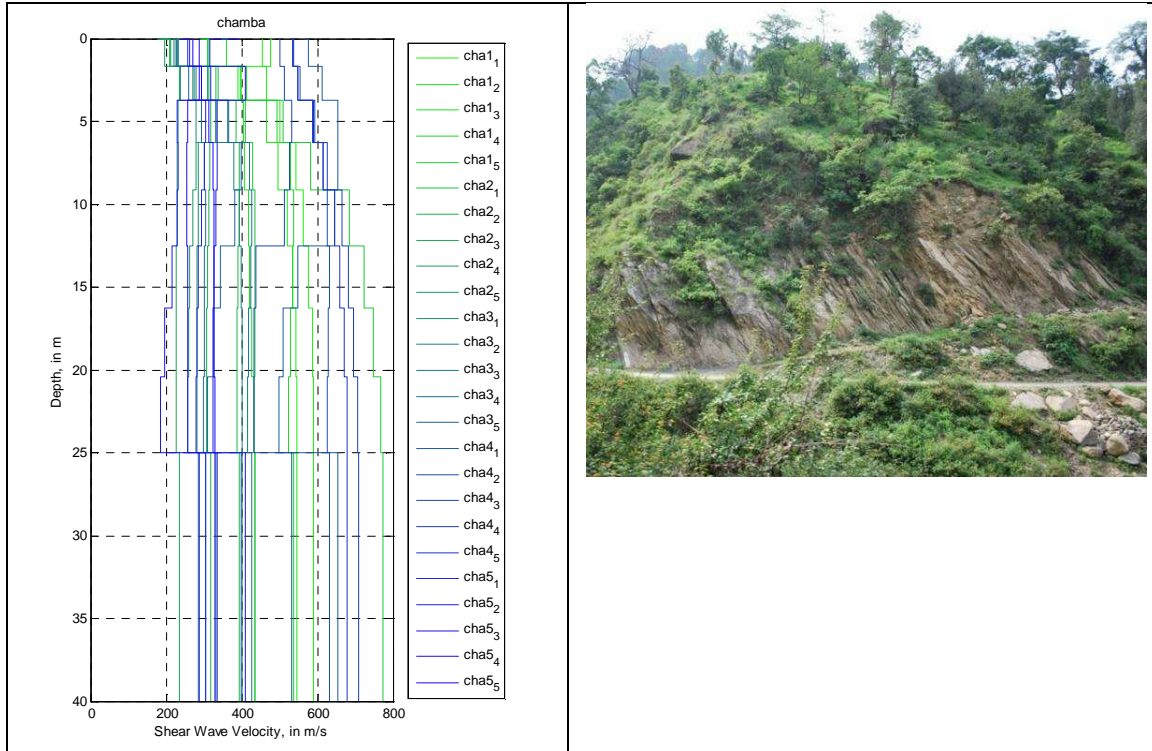 chamba
0
5
10
15
20
25
30
35
40
Depth, in m
0 200 400 600 800
Shear Wave Velocity, in m/s
cha1₁
cha1₂
cha1₃
cha1₄
cha1₅
cha2₁
cha2₂
cha2₃
cha2₄
cha2₅
cha3₁
cha3₂
cha3₃
cha3₄
cha3₅
cha4₁
cha4₂
cha4₃
cha4₄
cha4₅
cha5₁
cha5₂
cha5₃
cha5₄
cha5₅